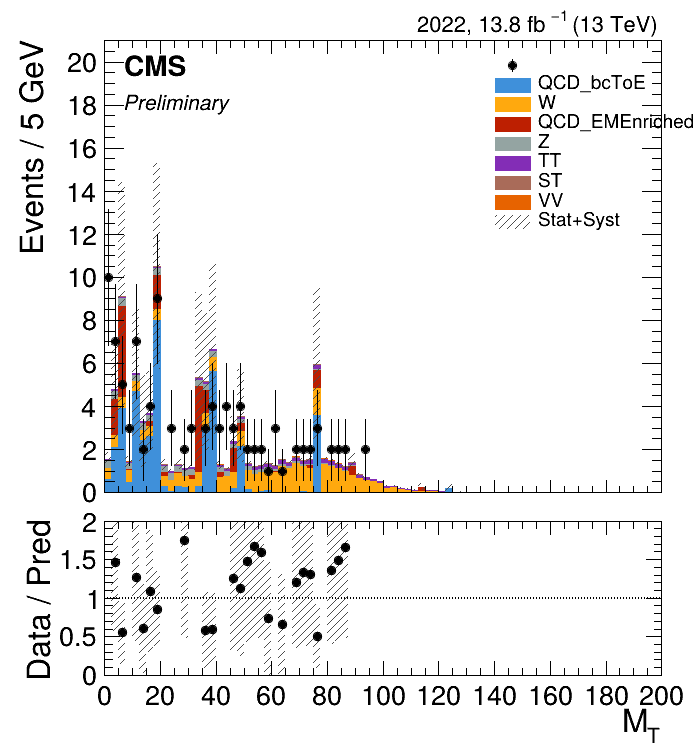 2022, 13.8 fb⁻¹ (13 TeV)
CMS
Preliminary
Events / 5 GeV
20
18
16
14
12
10
8
6
4
2
0
QCD_bcToE
W
QCD_EMEnriched
Z
TT
ST
VV
Stat+Syst
Data / Pred
2
1.5
1
0.5
0
0 20 40 60 80 100 120 140 160 180 200
M_T